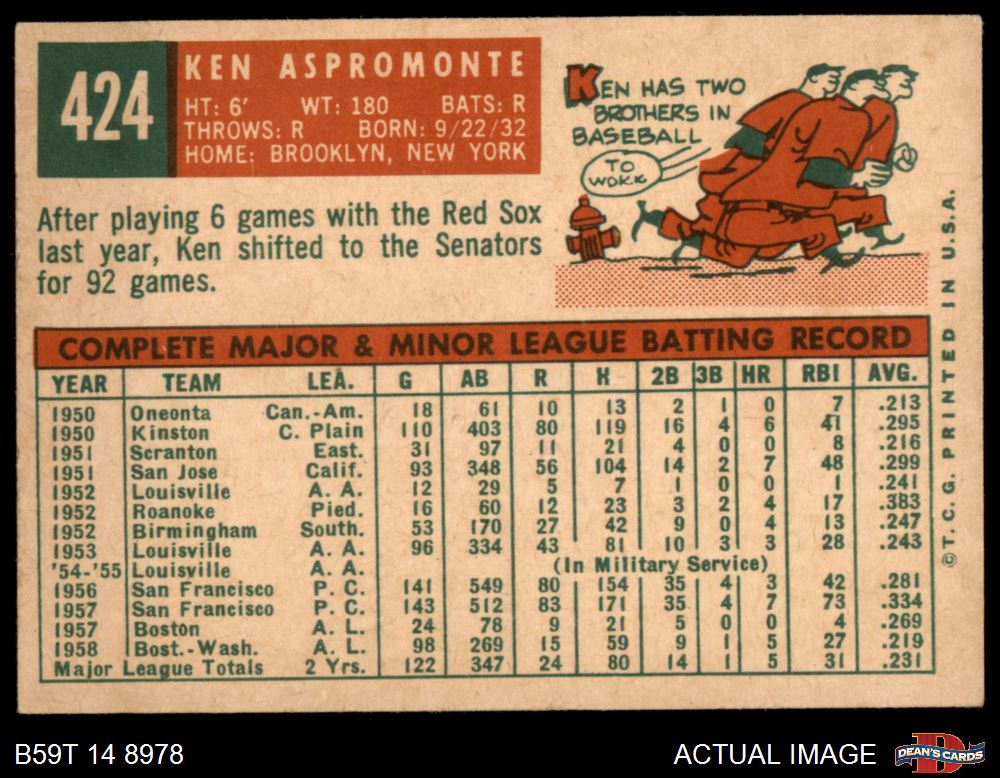 424
KEN ASPROMONTE
HT: 6' WT: 180 BATS: R
THROWS: R BORN: 9/22/32
HOME: BROOKLYN, NEW YORK
After playing 6 games with the Red Sox
last year, Ken shifted to the Senators
for 92 games.
KEN HAS TWO
BROTHERS IN
BASEBALL
TO
WORK
COMPLETE MAJOR & MINOR LEAGUE BATTING RECORD
YEAR TEAM LEA. G AB R H 2B 3B HR RBI AVG.
1950 Oneonta Can.-Am. 18 61 10 13 2 1 0 7 .213
1950 Kinston C. Plain 110 403 80 119 16 4 6 41 .295
1951 Scranton East. 31 97 11 21 4 0 0 8 .216
1951 San Jose Calif. 93 348 56 104 14 2 7 48 .299
1952 Louisville A. A. 12 29 5 7 1 0 0 1 .241
1952 Roanoke Pied. 16 60 12 23 3 2 4 17 .383
1952 Birmingham South. 53 170 27 42 9 0 4 13 .247
1953 Louisville A. A. 96 334 43 81 10 3 3 28 .243
'54-'55 Louisville A. A. (In Military Service)
1956 San Francisco P. C. 141 549 80 154 35 4 3 42 .281
1957 San Francisco P. C. 143 512 83 171 35 4 7 73 .334
1957 Boston A. L. 24 78 9 21 5 0 0 4 .269
1958 Bost.-Wash. A. L. 98 269 15 59 9 1 5 27 .219
Major League Totals 2 Yrs. 122 347 24 80 14 1 5 31 .231
©T. C. G. PRINTED IN U.S.A.
B59T 14 8978
ACTUAL IMAGE
DEAN'S CARDS